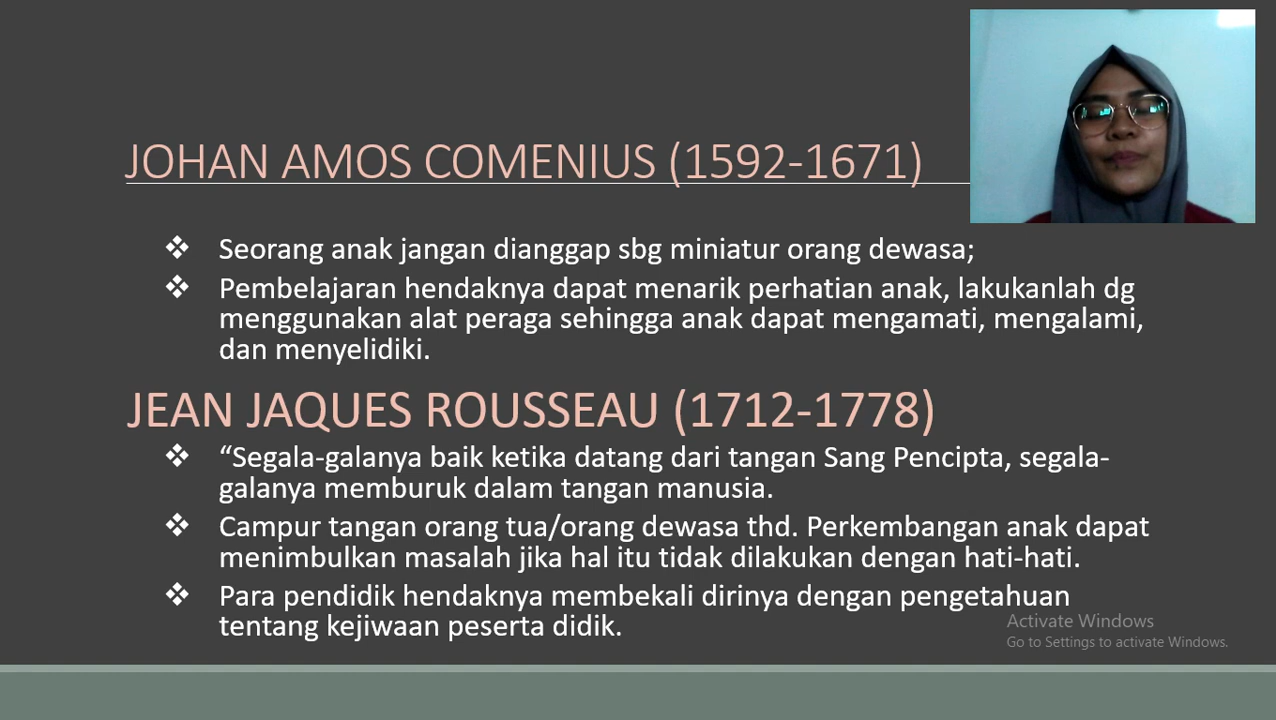 JOHAN AMOS COMENIUS (1592-1671)
❖ Seorang anak jangan dianggap sbg miniatur orang dewasa;
❖ Pembelajaran hendaknya dapat menarik perhatian anak, lakukanlah dg
menggunakan alat peraga sehingga anak dapat mengamati, mengalami,
dan menyelidiki.
JEAN JAQUES ROUSSEAU (1712-1778)
❖ “Segala-galanya baik ketika datang dari tangan Sang Pencipta, segala-
galanya memburuk dalam tangan manusia.
❖ Campur tangan orang tua/orang dewasa thd. Perkembangan anak dapat
menimbulkan masalah jika hal itu tidak dilakukan dengan hati-hati.
❖ Para pendidik hendaknya membekali dirinya dengan pengetahuan
tentang kejiwaan peserta didik.
Activate Windows
Go to Settings to activate Windows.